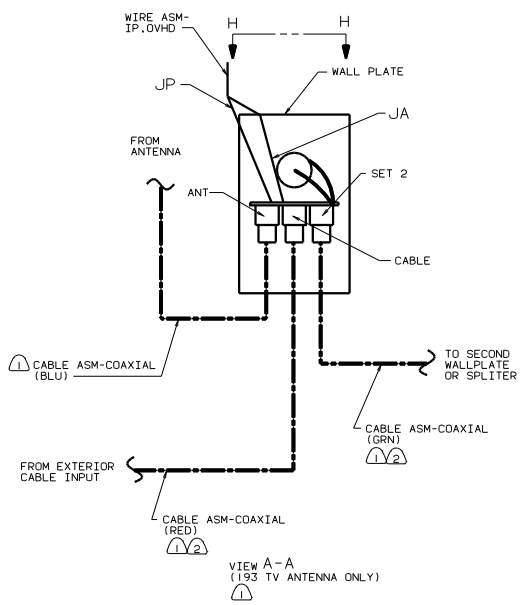 WIRE ASM-
IP,OVHD
H
H
WALL PLATE
JP
JA
FROM
ANTENNA
SET 2
ANT
CABLE
1 CABLE ASM-COAXIAL
(BLU)
TO SECOND
WALLPLATE
OR SPLITER
CABLE ASM-COAXIAL
(GRN)
1 2
FROM EXTERIOR
CABLE INPUT
CABLE ASM-COAXIAL
(RED)
1 2
VIEW A-A
(193 TV ANTENNA ONLY)
1